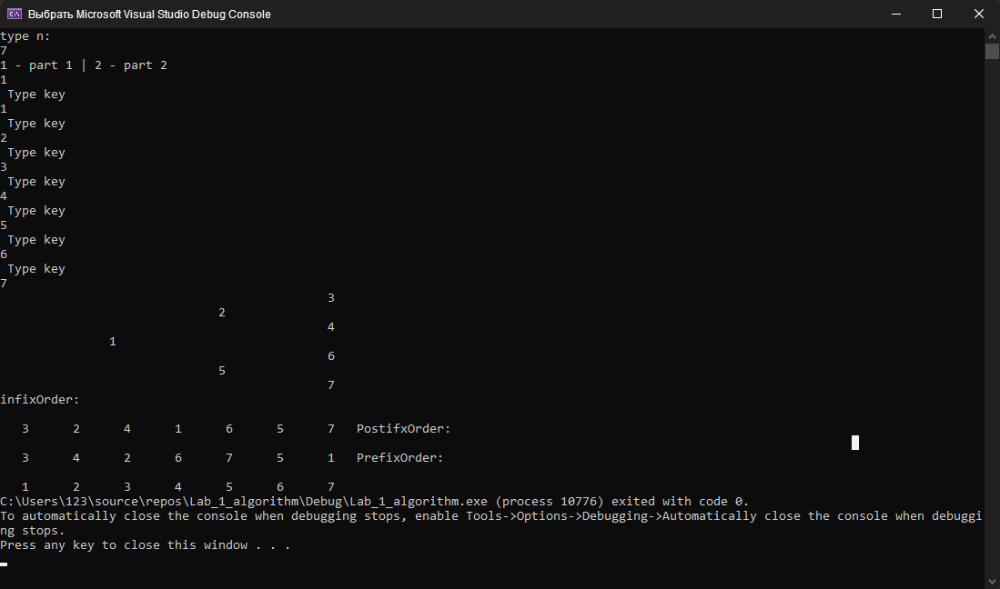 Выбрать Microsoft Visual Studio Debug Console
type n:
7
1 - part 1 | 2 - part 2
1
Type key
1
Type key
2
Type key
3
Type key
4
Type key
5
Type key
6
Type key
7
3
2
4
1
6
5
7
infixOrder:
3 2 4 1 6 5 7 PostifxOrder:
3 4 2 6 7 5 1 PrefixOrder:
1 2 3 4 5 6 7
C:\Users\123\source\repos\Lab_1_algorithm\Debug\Lab_1_algorithm.exe (process 10776) exited with code 0.
To automatically close the console when debugging stops, enable Tools->Options->Debugging->Automatically close the console when debuggi
ng stops.
Press any key to close this window . . .